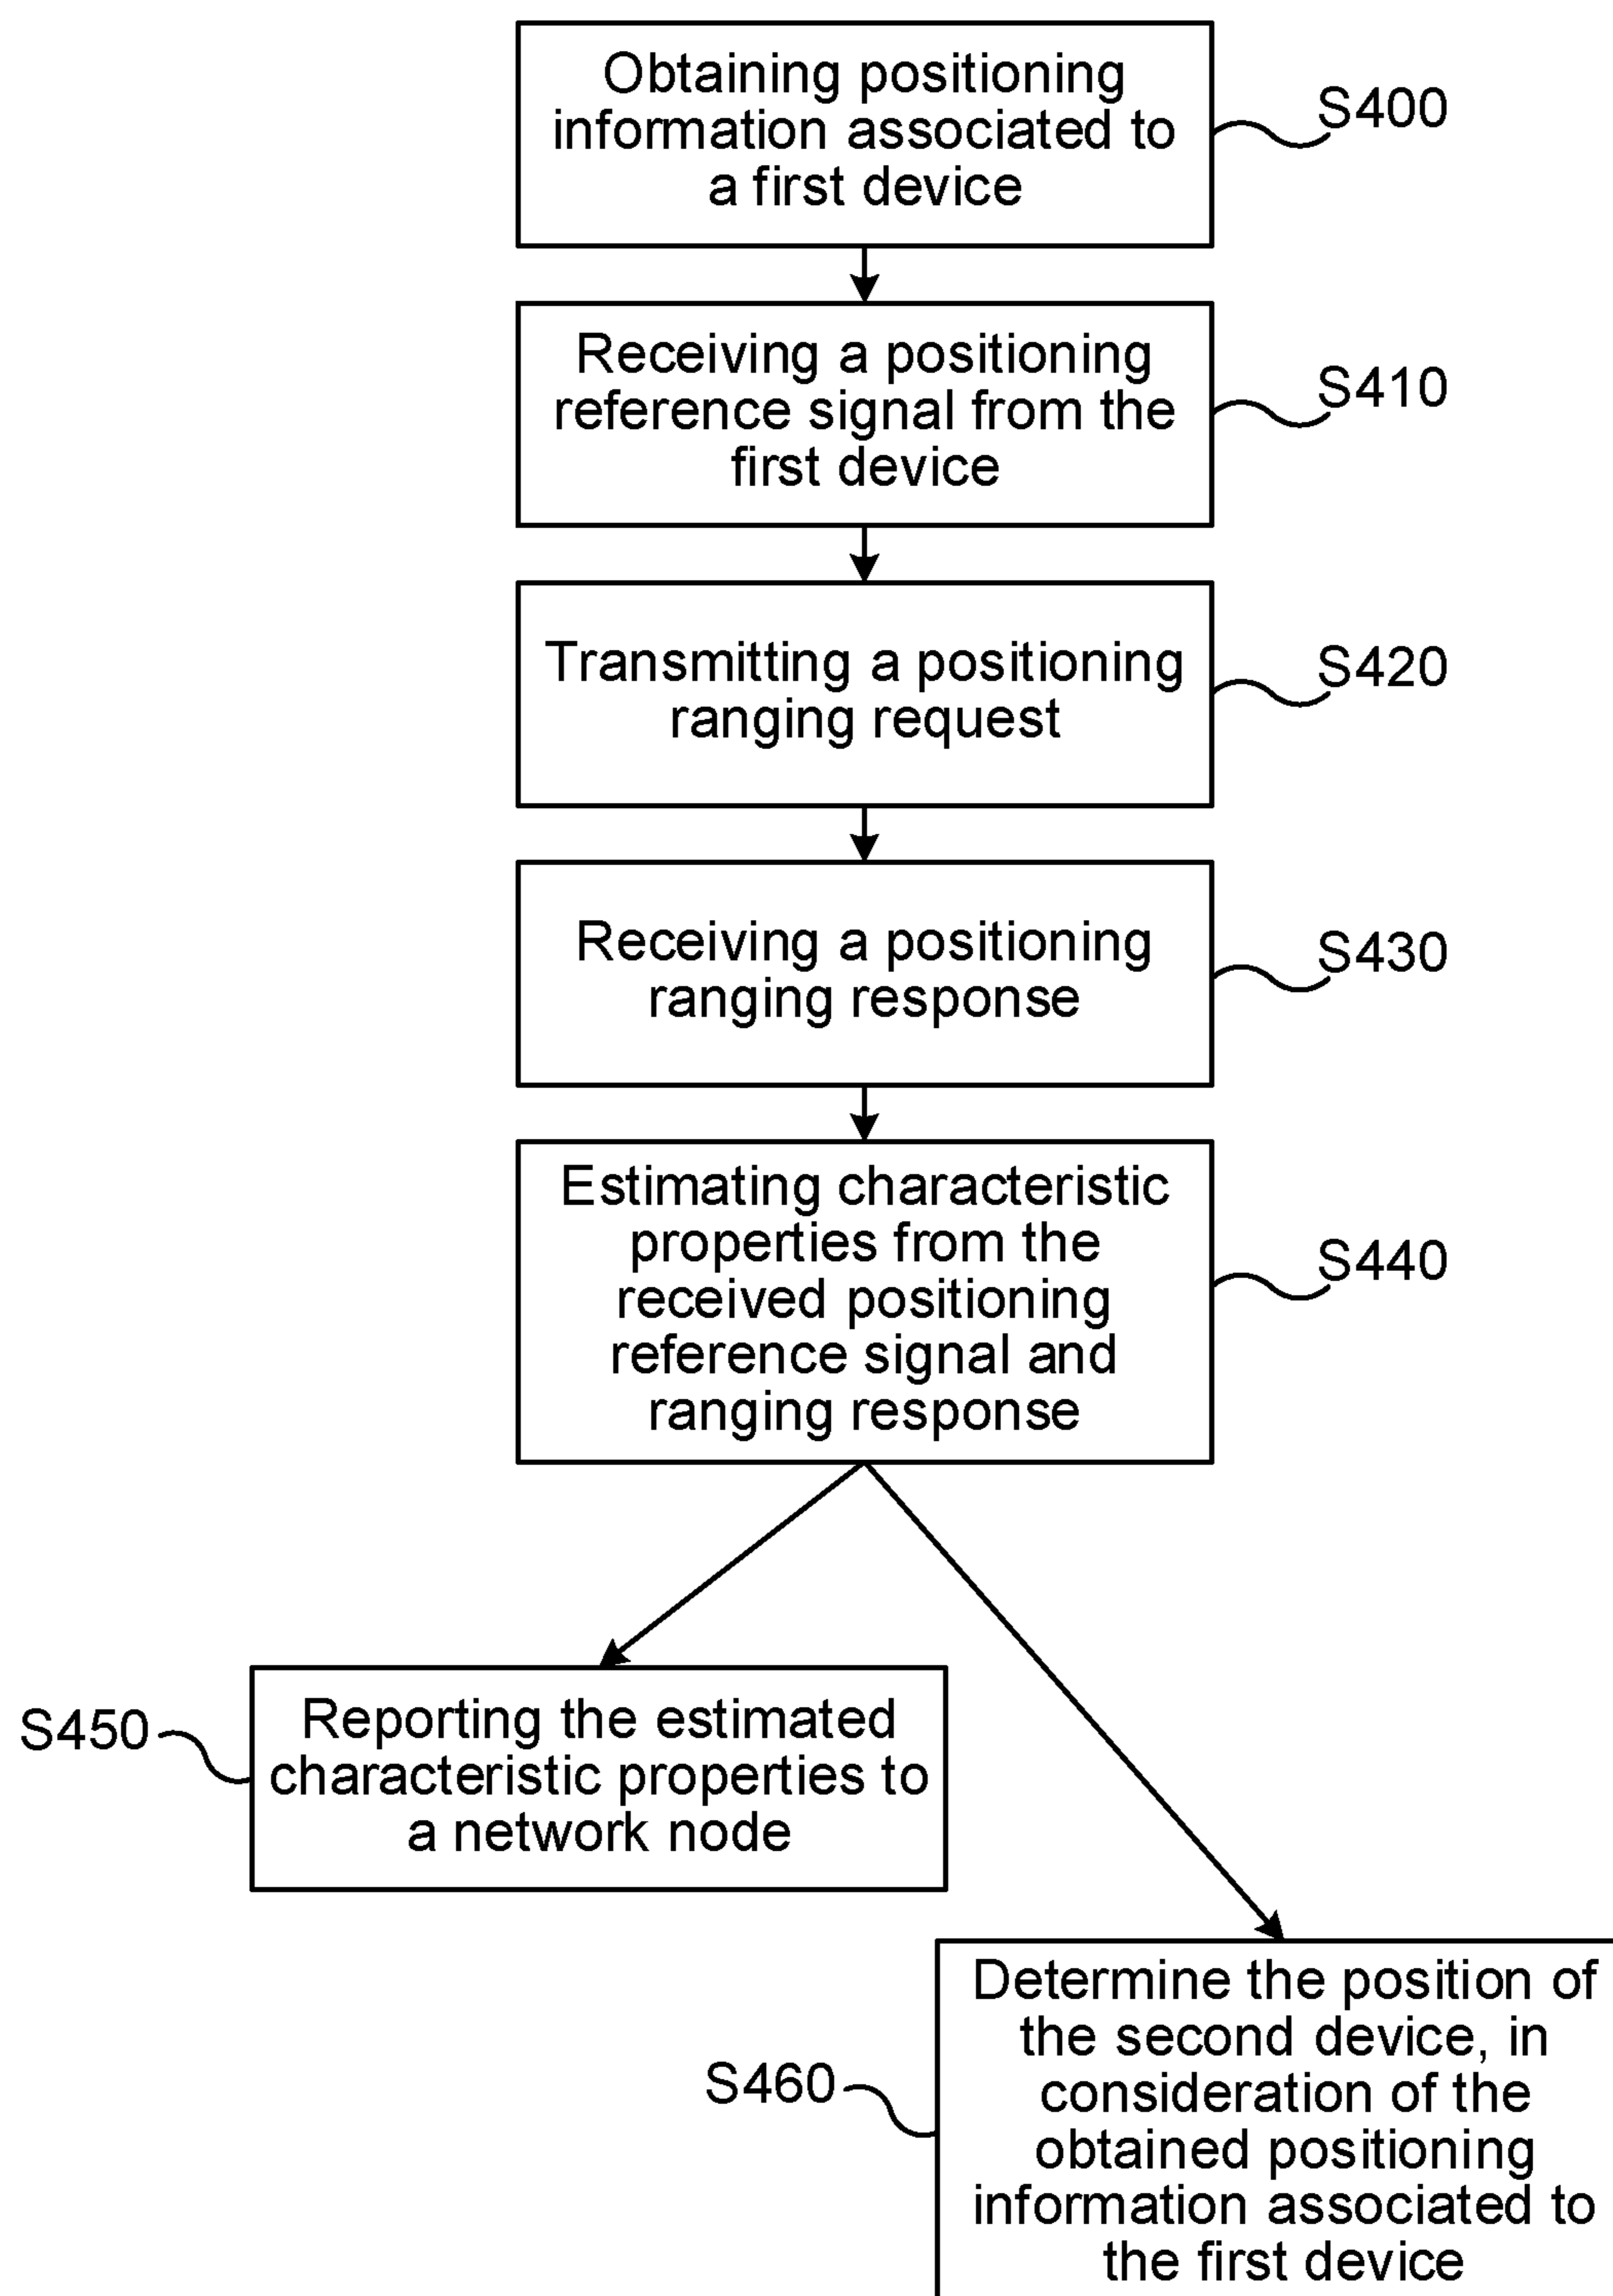 Obtaining positioning
information associated to
a first device
S400
Receiving a positioning
reference signal from the
first device
S410
Transmitting a positioning
ranging request
S420
Receiving a positioning
ranging response
S430
Estimating characteristic
properties from the
received positioning
reference signal and
ranging response
S440
S450
Reporting the estimated
characteristic properties to
a network node
S460
Determine the position of
the second device, in
consideration of the
obtained positioning
information associated to
the first device